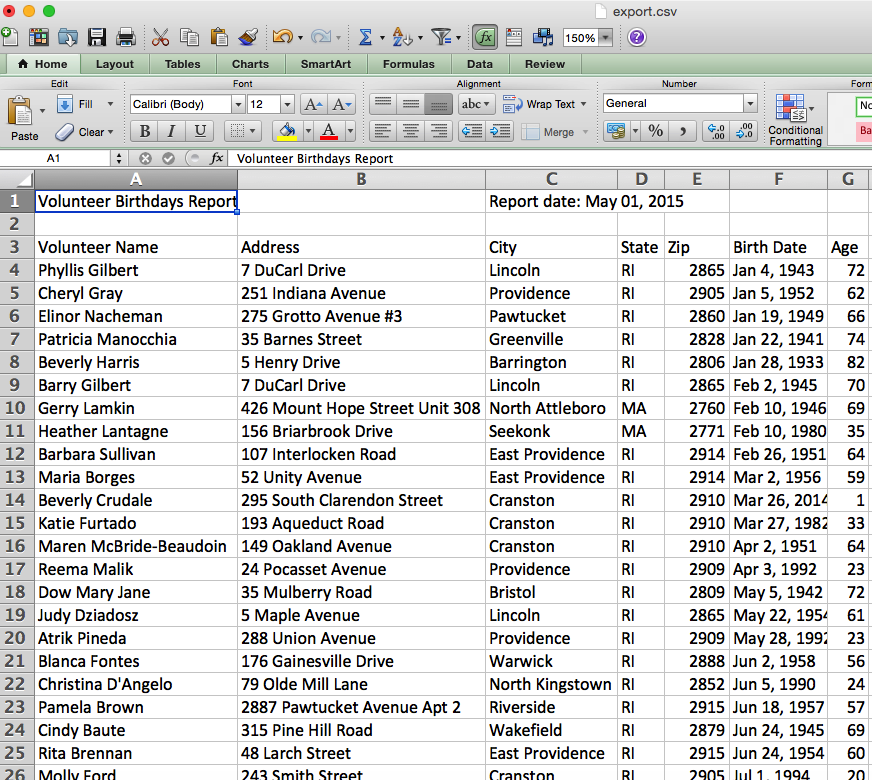 export.csv
150%
Home Layout Tables Charts SmartArt Formulas Data Review
Edit Font Alignment Number
Paste Fill Calibri (Body) 12 A A abc Wrap Text General Conditional Formatting
Clear B I U A Merge % , .0 .00 .00 .0
A1 fx Volunteer Birthdays Report
A B C D E F G
1 Volunteer Birthdays Report Report date: May 01, 2015
2
3 Volunteer Name Address City State Zip Birth Date Age
4 Phyllis Gilbert 7 DuCarl Drive Lincoln RI 2865 Jan 4, 1943 72
5 Cheryl Gray 251 Indiana Avenue Providence RI 2905 Jan 5, 1952 62
6 Elinor Nacheman 275 Grotto Avenue #3 Pawtucket RI 2860 Jan 19, 1949 66
7 Patricia Manocchia 35 Barnes Street Greenville RI 2828 Jan 22, 1941 74
8 Beverly Harris 5 Henry Drive Barrington RI 2806 Jan 28, 1933 82
9 Barry Gilbert 7 DuCarl Drive Lincoln RI 2865 Feb 2, 1945 70
10 Gerry Lamkin 426 Mount Hope Street Unit 308 North Attleboro MA 2760 Feb 10, 1946 69
11 Heather Lantagne 156 Briarbrook Drive Seekonk MA 2771 Feb 10, 1980 35
12 Barbara Sullivan 107 Interlocken Road East Providence RI 2914 Feb 26, 1951 64
13 Maria Borges 52 Unity Avenue East Providence RI 2914 Mar 2, 1956 59
14 Beverly Crudale 295 South Clarendon Street Cranston RI 2910 Mar 26, 2014 1
15 Katie Furtado 193 Aqueduct Road Cranston RI 2910 Mar 27, 1982 33
16 Maren McBride-Beaudoin 149 Oakland Avenue Cranston RI 2910 Apr 2, 1951 64
17 Reema Malik 24 Pocasset Avenue Providence RI 2909 Apr 3, 1992 23
18 Dow Mary Jane 35 Mulberry Road Bristol RI 2809 May 5, 1942 72
19 Judy Dziadosz 5 Maple Avenue Lincoln RI 2865 May 22, 1954 61
20 Atrik Pineda 288 Union Avenue Providence RI 2909 May 28, 1992 23
21 Blanca Fontes 176 Gainesville Drive Warwick RI 2888 Jun 2, 1958 56
22 Christina D'Angelo 79 Olde Mill Lane North Kingstown RI 2852 Jun 5, 1990 24
23 Pamela Brown 2887 Pawtucket Avenue Apt 2 Riverside RI 2915 Jun 18, 1957 57
24 Cindy Baute 315 Pine Hill Road Wakefield RI 2879 Jun 24, 1945 69
25 Rita Brennan 48 Larch Street East Providence RI 2915 Jun 24, 1954 60
26 Molly Ford 243 Smith Street Cranston RI 2905 Jul 1, 1994 20